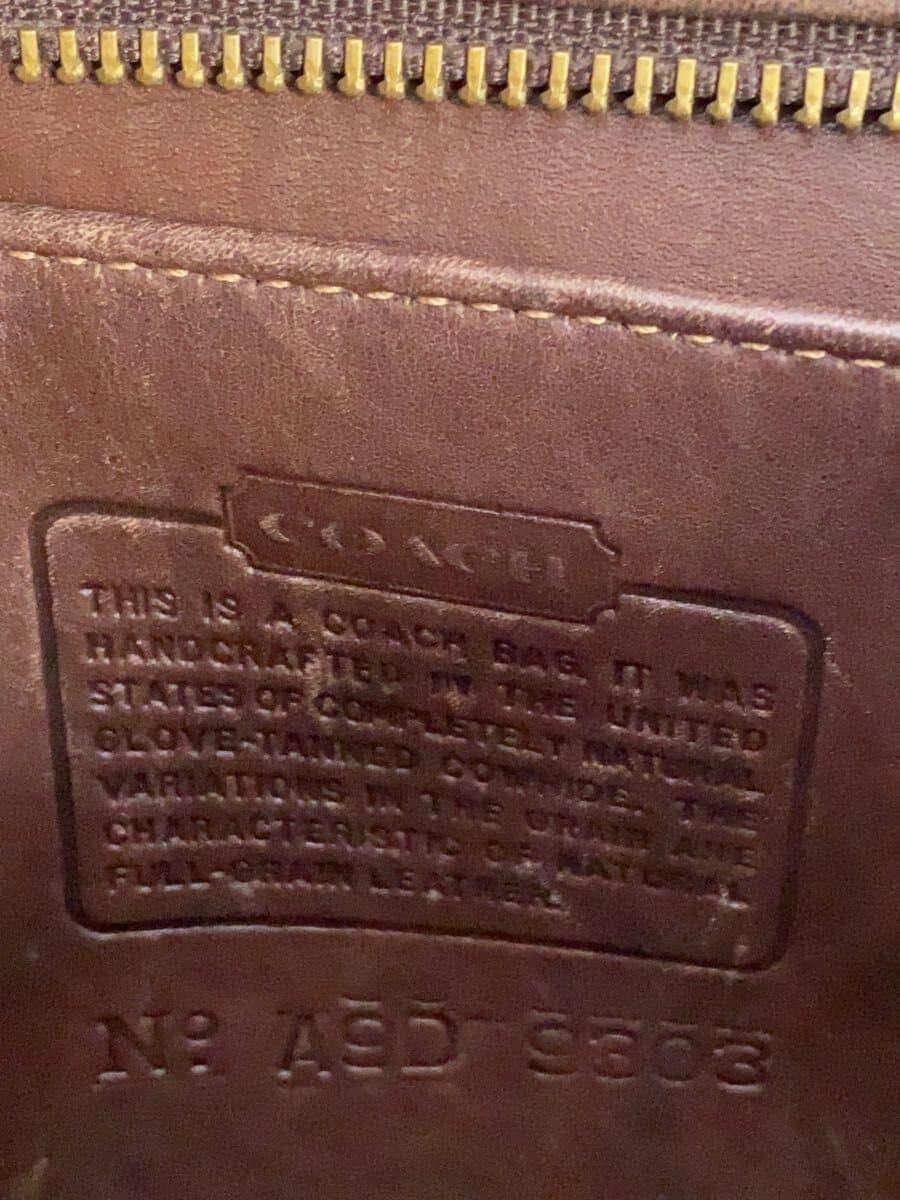 COACH
THIS IS A COACH BAG. IT WAS
HANDCRAFTED IN THE UNITED
STATES OF COMPLETELY NATURAL
GLOVE-TANNED COWHIDE. THE
VARIATIONS IN THE GRAIN ARE
CHARACTERISTIC OF NATURAL
FULL-GRAIN LEATHER.
Nº A9D-9303